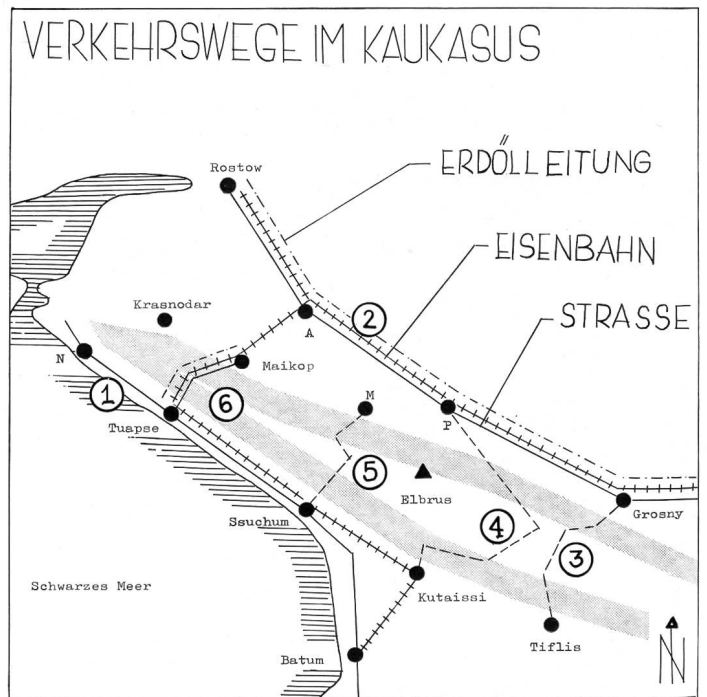 VERKEHRSWEGE IM KAUKASUS
Rostow
ERDÖLLEITUNG
EISENBAHN
STRASSE
Krasnodar
A
2
N
Maikop
1
6
M
P
Tuapse
5
Elbrus
Ssuchum
4
Grosny
3
Schwarzes Meer
Kutaissi
Tiflis
N
Batum